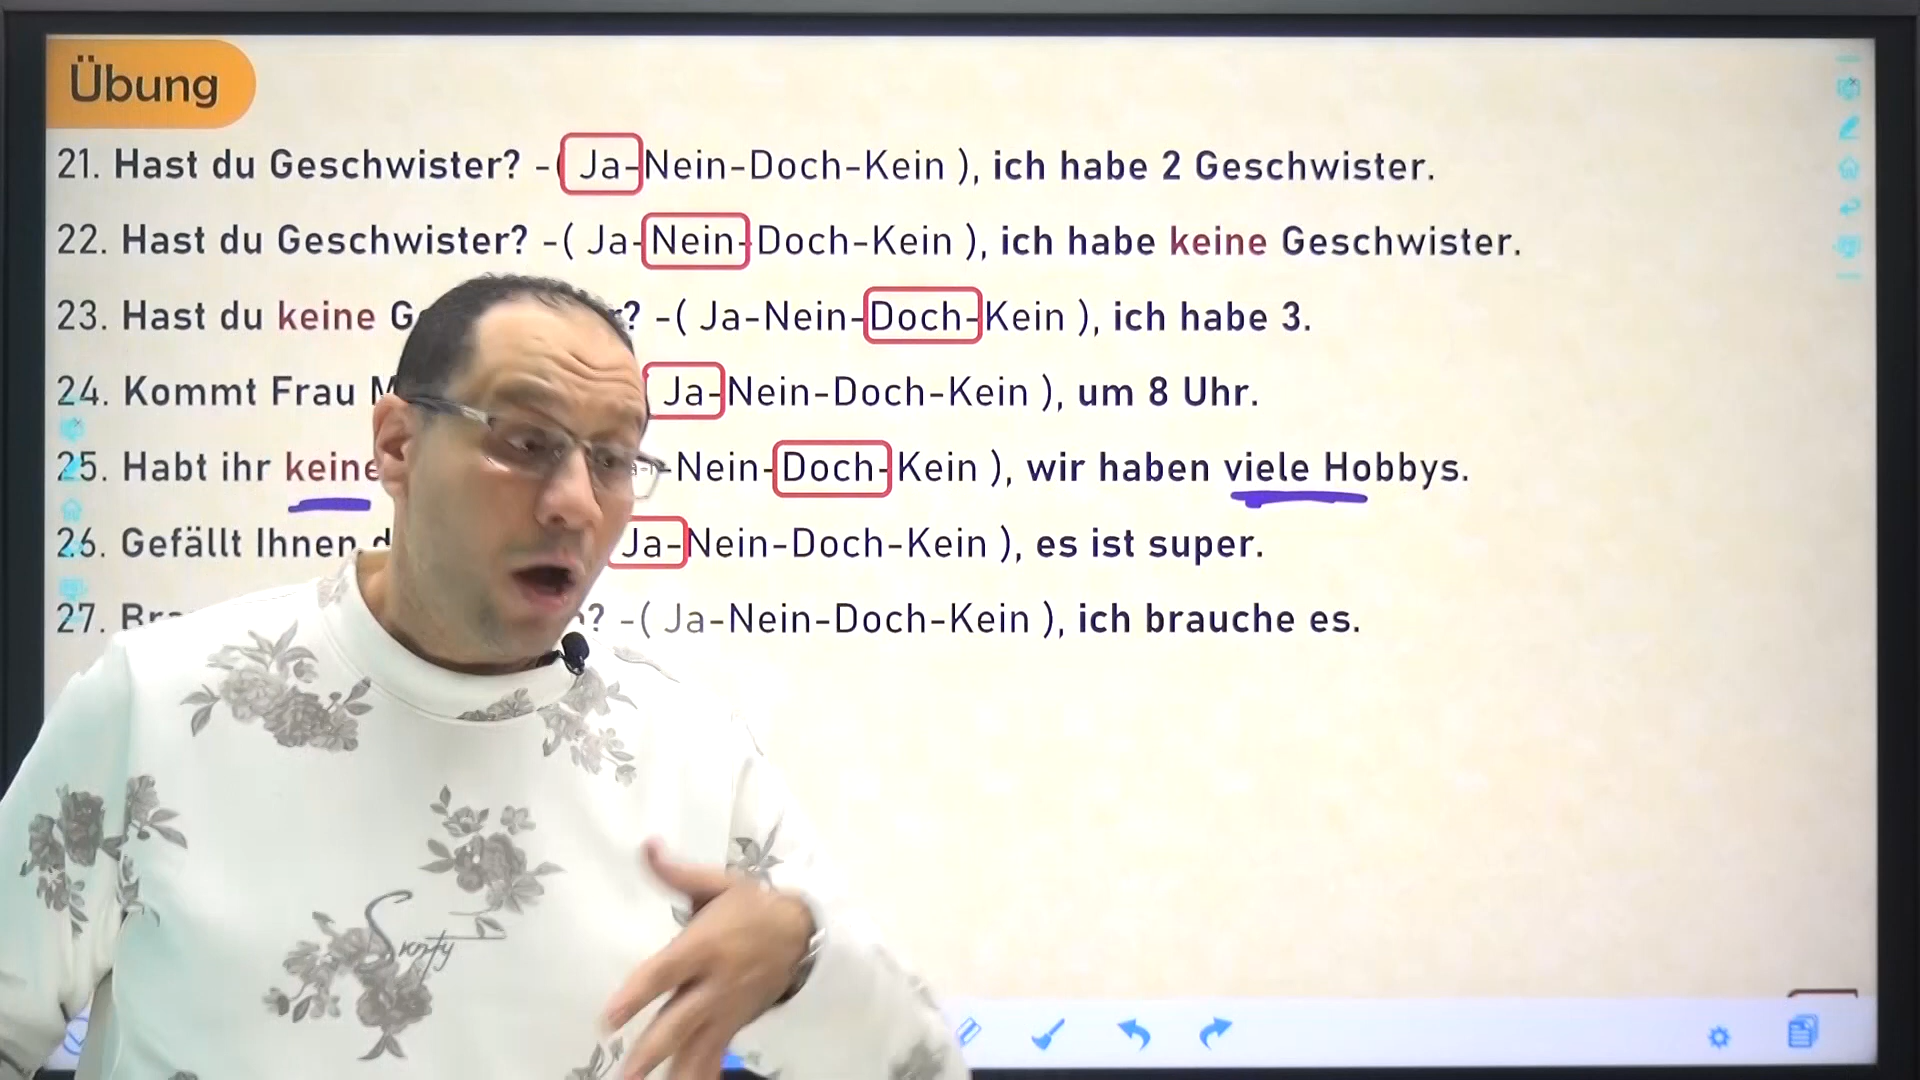 Übung
21. Hast du Geschwister? -( Ja-Nein-Doch-Kein ), ich habe 2 Geschwister.
22. Hast du Geschwister? -( Ja-Nein-Doch-Kein ), ich habe keine Geschwister.
23. Hast du keine ? -( Ja-Nein-Doch-Kein ), ich habe 3.
24. Kommt Frau Ja-Nein-Doch-Kein ), um 8 Uhr.
25. Habt ihr keine Nein-Doch-Kein ), wir haben viele Hobbys.
26. Gefällt Ihnen Ja-Nein-Doch-Kein ), es ist super.
27. ? -( Ja-Nein-Doch-Kein ), ich brauche es.